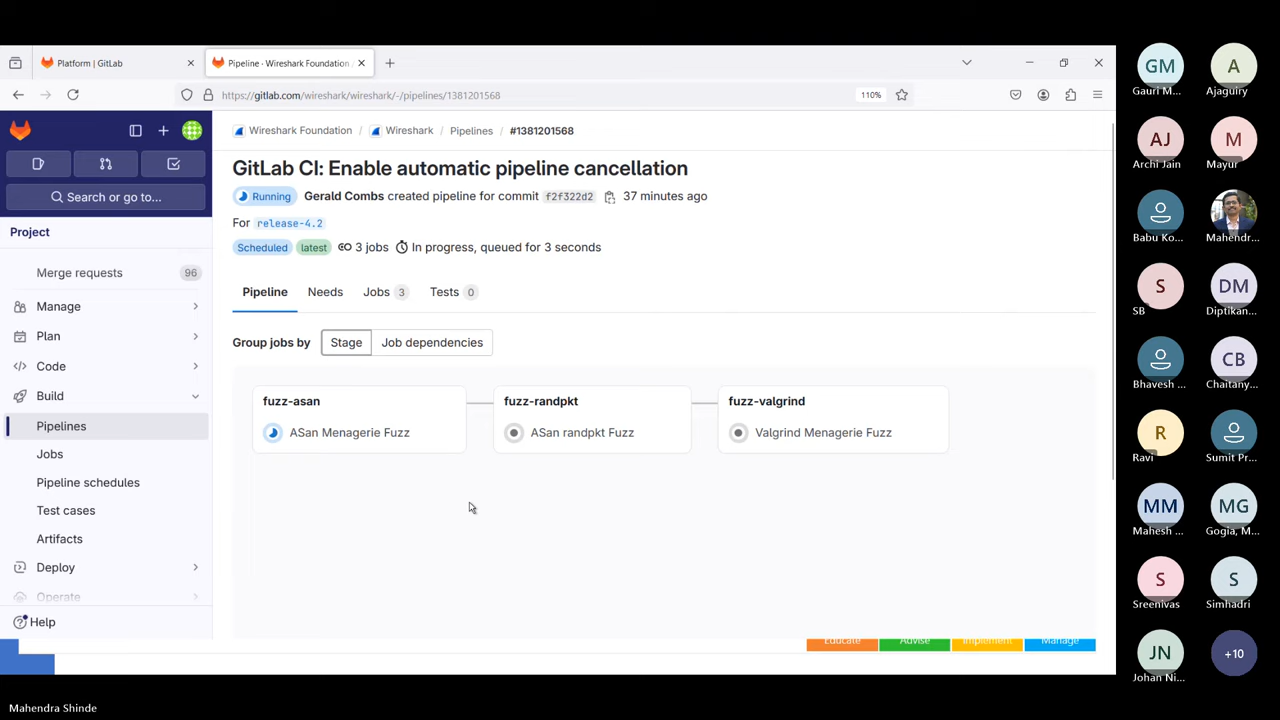 Platform | GitLab
Pipeline · Wireshark Foundation
https://gitlab.com/wireshark/wireshark/-/pipelines/1381201568
110%
Search or go to...
Project
Merge requests 96
Manage
Plan
Code
Build
Pipelines
Jobs
Pipeline schedules
Test cases
Artifacts
Deploy
Operate
Help
Wireshark Foundation / Wireshark / Pipelines / #1381201568
GitLab CI: Enable automatic pipeline cancellation
Running Gerald Combs created pipeline for commit f2f322d2 37 minutes ago
For release-4.2
Scheduled latest 3 jobs In progress, queued for 3 seconds
Pipeline Needs Jobs 3 Tests 0
Group jobs by Stage Job dependencies
fuzz-asan fuzz-randpkt fuzz-valgrind
ASan Menagerie Fuzz ASan randpkt Fuzz Valgrind Menagerie Fuzz
Educate Advise Implement Manage
GM A
Gauri M... Ajaguiry
AJ M
Archi Jain Mayur
Babu Ko... Mahendr...
S DM
SB Diptikan...
CB
Bhavesh ... Chaitany...
R
Ravi Sumit Pr...
MM MG
Mahesh ... Gogia, M...
S S
Sreenivas Simhadri
JN +10
Johan Ni...
Mahendra Shinde